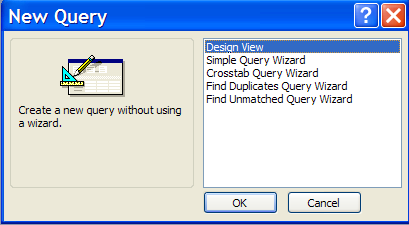 New Query
Create a new query without using
a wizard.
Design View
Simple Query Wizard
Crosstab Query Wizard
Find Duplicates Query Wizard
Find Unmatched Query Wizard
OK
Cancel